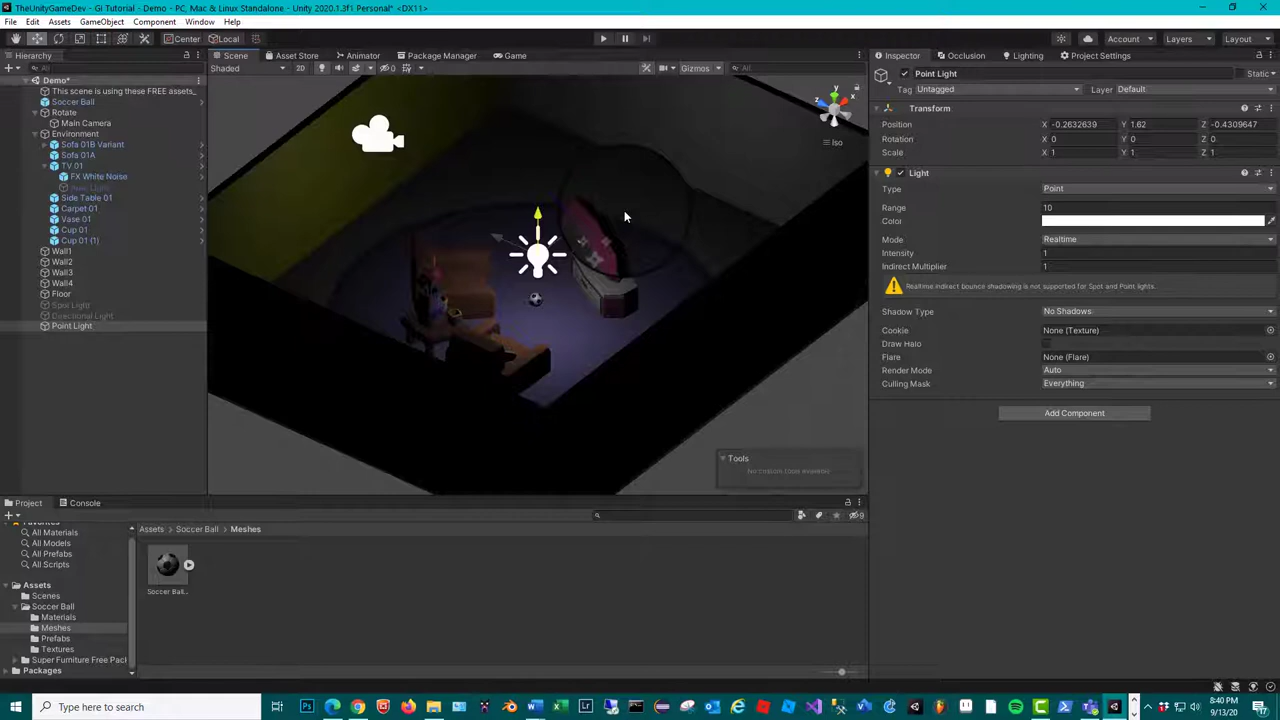 TheUnityGameDev - GI Tutorial - Demo - PC, Mac & Linux Standalone - Unity 2020.1.3f1 Personal* <DX11>
File Edit Assets GameObject Component Window Help
Center Local Account Layers Layout
Hierarchy Scene Asset Store Animator Package Manager Game Inspector Occlusion Lighting Project Settings
All Shaded 2D 0 Gizmos All
Point Light Static
Tag Untagged Layer Default
Demo*
This scene is using these FREE assets_
Soccer Ball
Rotate
Main Camera
Environment
Sofa 01B Variant
Sofa 01A
TV 01
FX White Noise
Side Table 01
Carpet 01
Vase 01
Cup 01
Cup 01 (1)
Wall1
Wall2
Wall3
Wall4
Floor
Spot Light
Directional Light
Point Light
y
x
z
Iso
Tools
No custom tools available
Transform
Position X -0.2632639 Y 1.62 Z -0.4309647
Rotation X 0 Y 0 Z 0
Scale X 1 Y 1 Z 1
Light
Type Point
Range 10
Color
Mode Realtime
Intensity 1
Indirect Multiplier 1
Realtime indirect bounce shadowing is not supported for Spot and Point lights.
Shadow Type No Shadows
Cookie None (Texture)
Draw Halo
Flare None (Flare)
Render Mode Auto
Culling Mask Everything
Add Component
Project Console
9
Favorites
All Materials
All Models
All Prefabs
All Scripts
Assets
Scenes
Soccer Ball
Materials
Meshes
Prefabs
Textures
Super Furniture Free Pack
Packages
Assets Soccer Ball Meshes
Soccer Ball..
Type here to search
8:40 PM
9/13/20